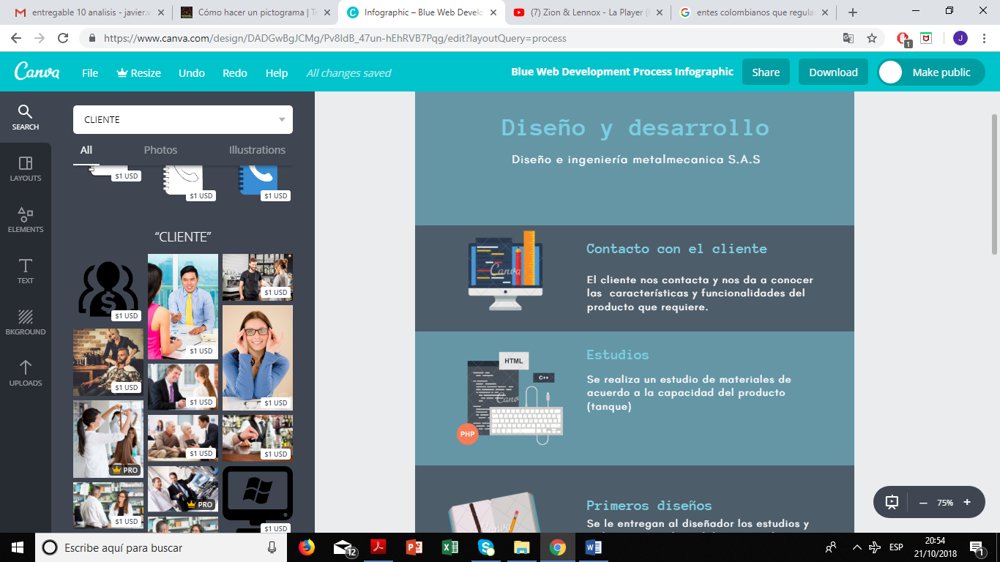 entregable 10 analisis - javier.v
Cómo hacer un pictograma | Te
Infographic – Blue Web Develo
(7) Zion & Lennox - La Player (
entes colombianos que regula
https://www.canva.com/design/DADGwBgJCMg/Pv8IdB_47un-hEhRVB7Pqg/edit?layoutQuery=process
1
J
Canva
File
Resize
Undo
Redo
Help
All changes saved
Blue Web Development Process Infographic
Share
Download
Make public
SEARCH
LAYOUTS
ELEMENTS
TEXT
BKGROUND
UPLOADS
CLIENTE
All
Photos
Illustrations
$1 USD
$1 USD
$1 USD
“CLIENTE”
$1 USD
$1 USD
$1 USD
$1 USD
$1 USD
$1 USD
$1 USD
$1 USD
PRO
PRO
$1 USD
$1 USD
Diseño y desarrollo
Diseño e ingeniería metalmecanica S.A.S
Canva
Contacto con el cliente
El cliente nos contacta y nos da a conocer
las características y funcionalidades del
producto que requiere.
HTML
C++
Canva
PHP
Estudios
Se realiza un estudio de materiales de
acuerdo a la capacidad del producto
(tanque)
Canva
Primeros diseños
Se le entregan al diseñador los estudios y
75%
Escribe aquí para buscar
12
ESP
20:54
21/10/2018
1